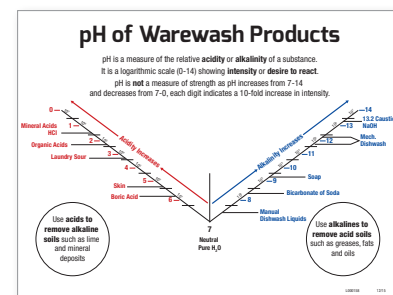 pH of Warewash Products
pH is a measure of the relative acidity or alkalinity of a substance.
It is a logarithmic scale (0-14) showing intensity or desire to react.
pH is not a measure of strength as pH increases from 7-14
and decreases from 7-0, each digit indicates a 10-fold increase in intensity.
0
Mineral Acids
1
HCl
Organic Acids
2
Laundry Sour
3
4
Skin
5
Boric Acid
6
Acidity Increases
7
Neutral
Pure H₂O
Alkalinity Increases
14
13.2 Caustic
13
NaOH
12
Mech.
Dishwash
11
10
9
Soap
Bicarbonate of Soda
8
Manual
Dishwash Liquids
Use acids to
remove alkaline
soils such as lime
and mineral
deposits
Use alkalines to
remove acid soils
such as greases, fats
and oils